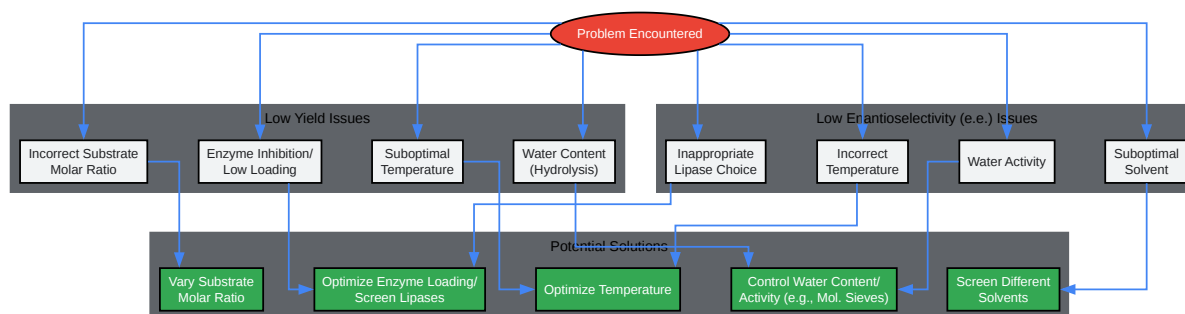 Problem Encountered
Low Yield Issues
Low Enantioselectivity (e.e.) Issues
Incorrect Substrate
Molar Ratio
Enzyme Inhibition/
Low Loading
Suboptimal
Temperature
Water Content
(Hydrolysis)
Inappropriate
Lipase Choice
Incorrect
Temperature
Water Activity
Suboptimal
Solvent
Potential Solutions
Vary Substrate
Molar Ratio
Optimize Enzyme Loading/
Screen Lipases
Optimize Temperature
Control Water Content/
Activity (e.g., Mol. Sieves)
Screen Different
Solvents